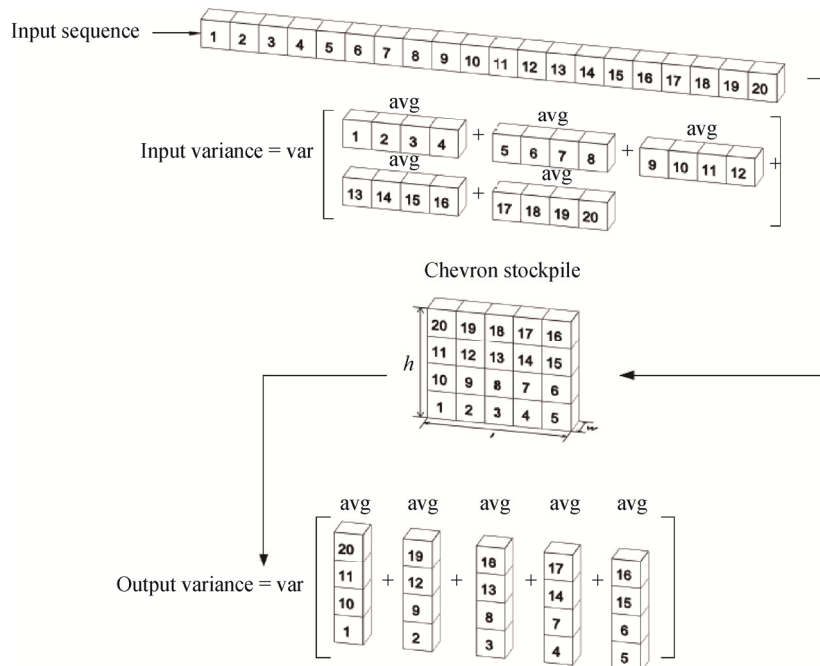 Input sequence
1 2 3 4 5 6 7 8 9 10 11 12 13 14 15 16 17 18 19 20
avg avg avg
Input variance = var
1 2 3 4 + 5 6 7 8 + 9 10 11 12 +
avg avg
13 14 15 16 + 17 18 19 20
Chevron stockpile
20 19 18 17 16
11 12 13 14 15
h
10 9 8 7 6
1 2 3 4 5
w
avg avg avg avg avg
Output variance = var
20 19 18 17 16
11 12 13 14 15
+ + + +
10 9 8 7 6
1 2 3 4 5